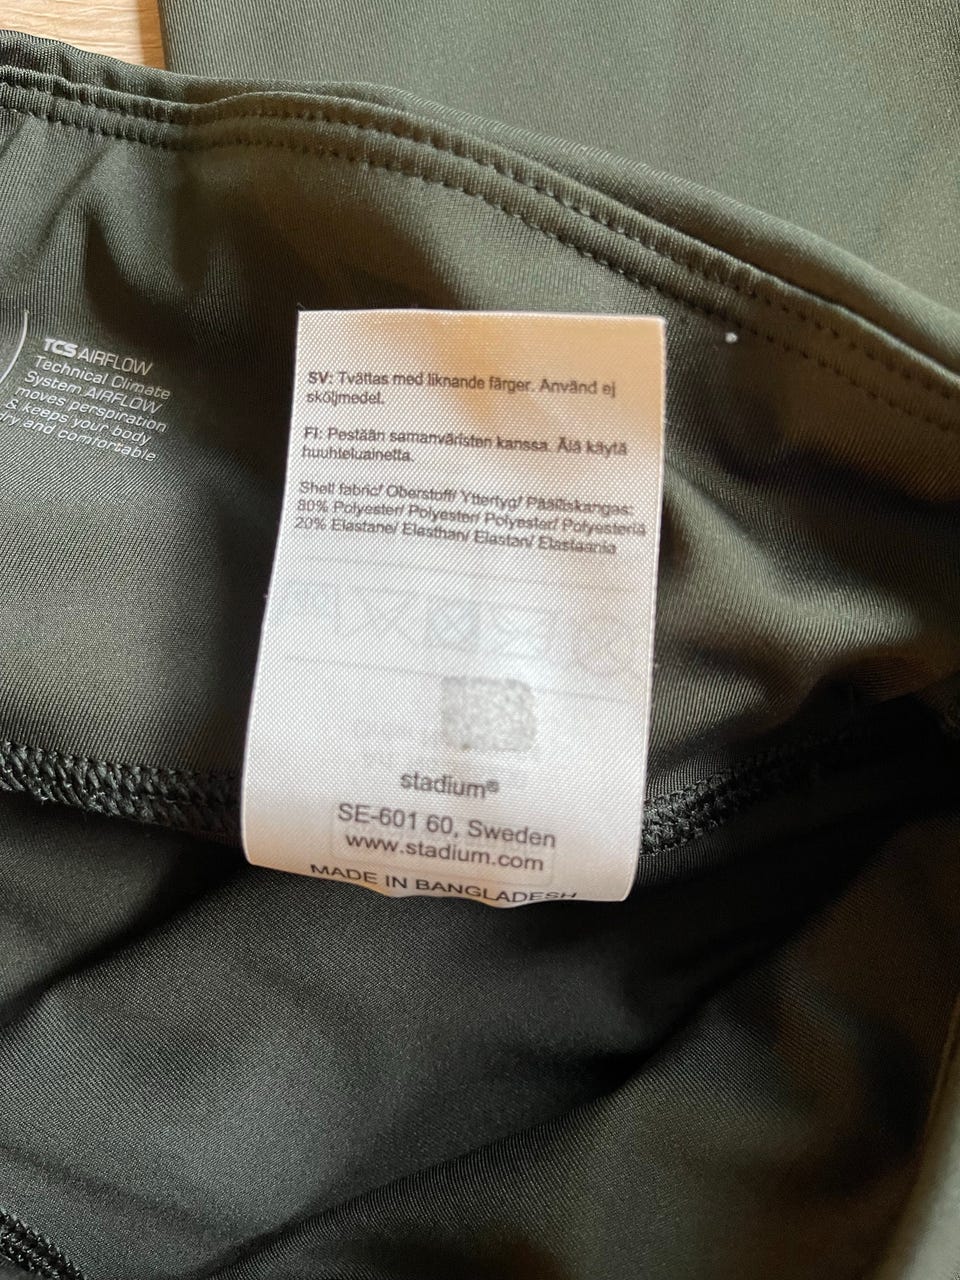 TCS AIRFLOW
Technical Climate
System AIRFLOW
moves perspiration
& keeps your body
dry and comfortable
SV: Tvättas med liknande färger. Använd ej
sköljmedel.
FI: Pestään samanväristen kanssa. Älä käytä
huuhteluainetta.
Shell fabric/ Oberstoff/ Yttertyg/ Päälliskangas:
80% Polyester/ Polyester/ Polyester/ Polyesteriä
20% Elastane/ Elasthan/ Elastan/ Elastaania
stadium®
SE-601 60, Sweden
www.stadium.com
MADE IN BANGLADESH